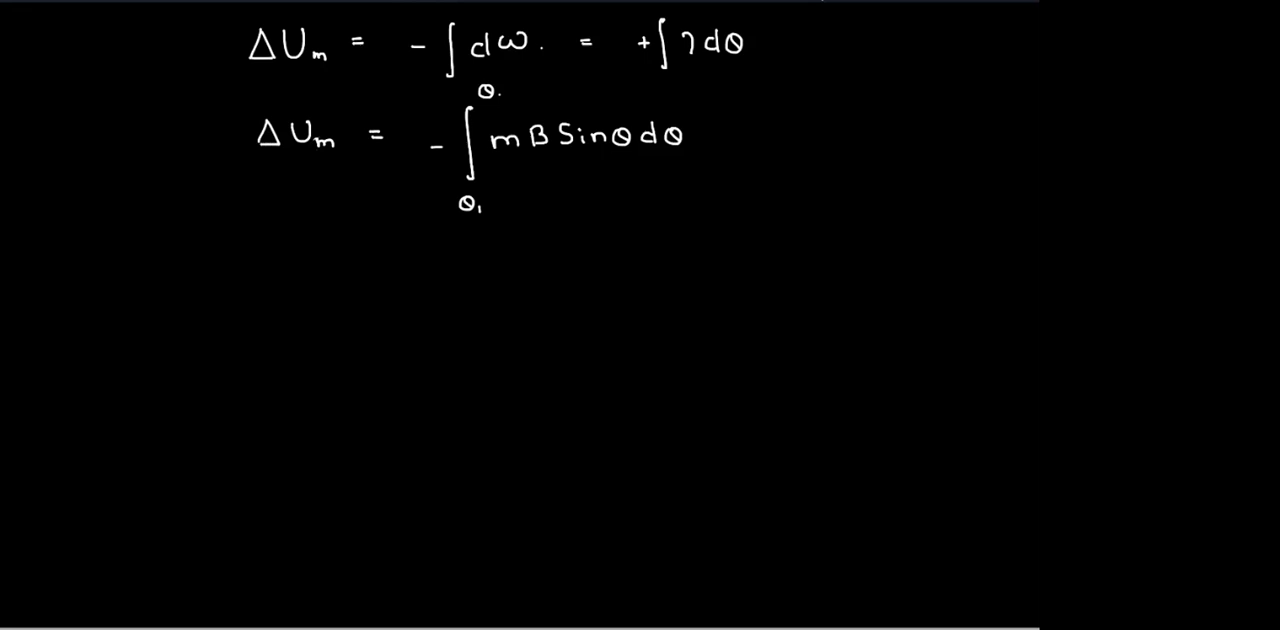 ΔUm = - ∫ dω. = + ∫ τ dθ
θ.
ΔUm = - ∫ mB Sinθ dθ
θ₁